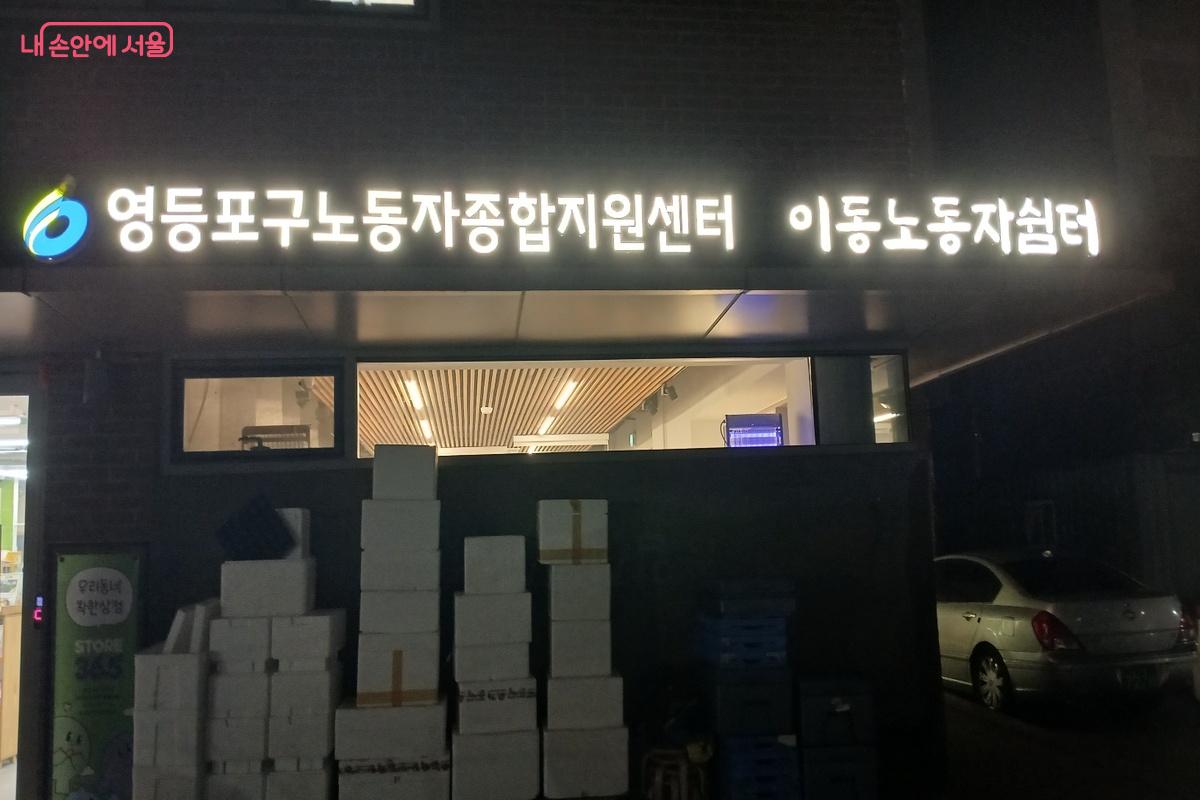 내 손안에 서울
영등포구노동자종합지원센터 이동노동자쉼터
우리동네
착한상점
STORE
365